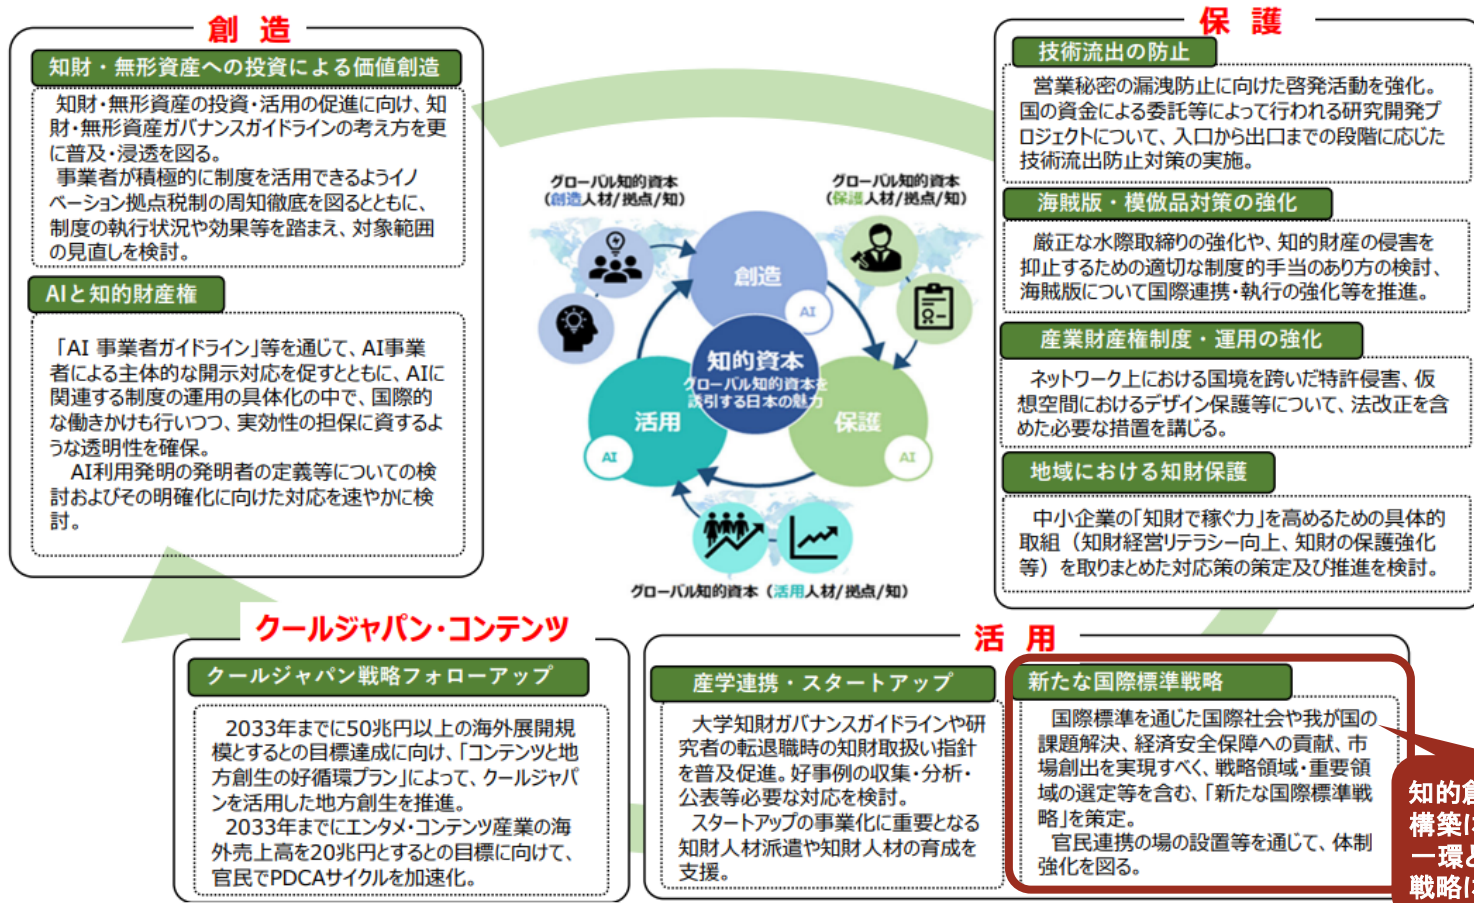 創 造
知財・無形資産への投資による価値創造
知財・無形資産の投資・活用の促進に向け、知
財・無形資産ガバナンスガイドラインの考え方を更
に普及・浸透を図る。
事業者が積極的に制度を活用できるようイノ
ベーション拠点税制の周知徹底を図るとともに、
制度の執行状況や効果等を踏まえ、対象範囲
の見直しを検討。
AIと知的財産権
「AI 事業者ガイドライン」等を通じて、AI事業
者による主体的な開示対応を促すとともに、AIに
関連する制度の運用の具体化の中で、国際的
な働きかけも行いつつ、実効性の担保に資するよ
うな透明性を確保。
AI利用発明の発明者の定義等についての検
討およびその明確化に向けた対応を速やかに検
討。
グローバル知的資本
(創造人材/拠点/知)
グローバル知的資本
(保護人材/拠点/知)
創造
AI
知的資本
グローバル知的資本を
誘引する日本の魅力
活用
AI
保護
AI
グローバル知的資本（活用人材/拠点/知）
保 護
技術流出の防止
営業秘密の漏洩防止に向けた啓発活動を強化。
国の資金による委託等によって行われる研究開発プ
ロジェクトについて、入口から出口までの段階に応じた
技術流出防止対策の実施。
海賊版・模倣品対策の強化
厳正な水際取締りの強化や、知的財産の侵害を
抑止するための適切な制度的手当のあり方の検討、
海賊版について国際連携・執行の強化等を推進。
産業財産権制度・運用の強化
ネットワーク上における国境を跨いだ特許侵害、仮
想空間におけるデザイン保護等について、法改正を含
めた必要な措置を講じる。
地域における知財保護
中小企業の「知財で稼ぐ力」を高めるための具体的
取組（知財経営リテラシー向上、知財の保護強化
等）を取りまとめた対応策の策定及び推進を検討。
クールジャパン・コンテンツ
クールジャパン戦略フォローアップ
2033年までに50兆円以上の海外展開規
模とするとの目標達成に向け、「コンテンツと地
方創生の好循環プラン」によって、クールジャパ
ンを活用した地方創生を推進。
2033年までにエンタメ・コンテンツ産業の海
外売上高を20兆円とするとの目標に向けて、
官民でPDCAサイクルを加速化。
活 用
産学連携・スタートアップ
大学知財ガバナンスガイドラインや研
究者の転退職時の知財取扱い指針
を普及促進。好事例の収集・分析・
公表等必要な対応を検討。
スタートアップの事業化に重要となる
知財人材派遣や知財人材の育成を
支援。
新たな国際標準戦略
国際標準を通じた国際社会や我が国の
課題解決、経済安全保障への貢献、市
場創出を実現すべく、戦略領域・重要領
域の選定等を含む、「新たな国際標準戦
略」を策定。
官民連携の場の設置等を通じて、体制
強化を図る。
知的創
構築に
一環と
戦略に